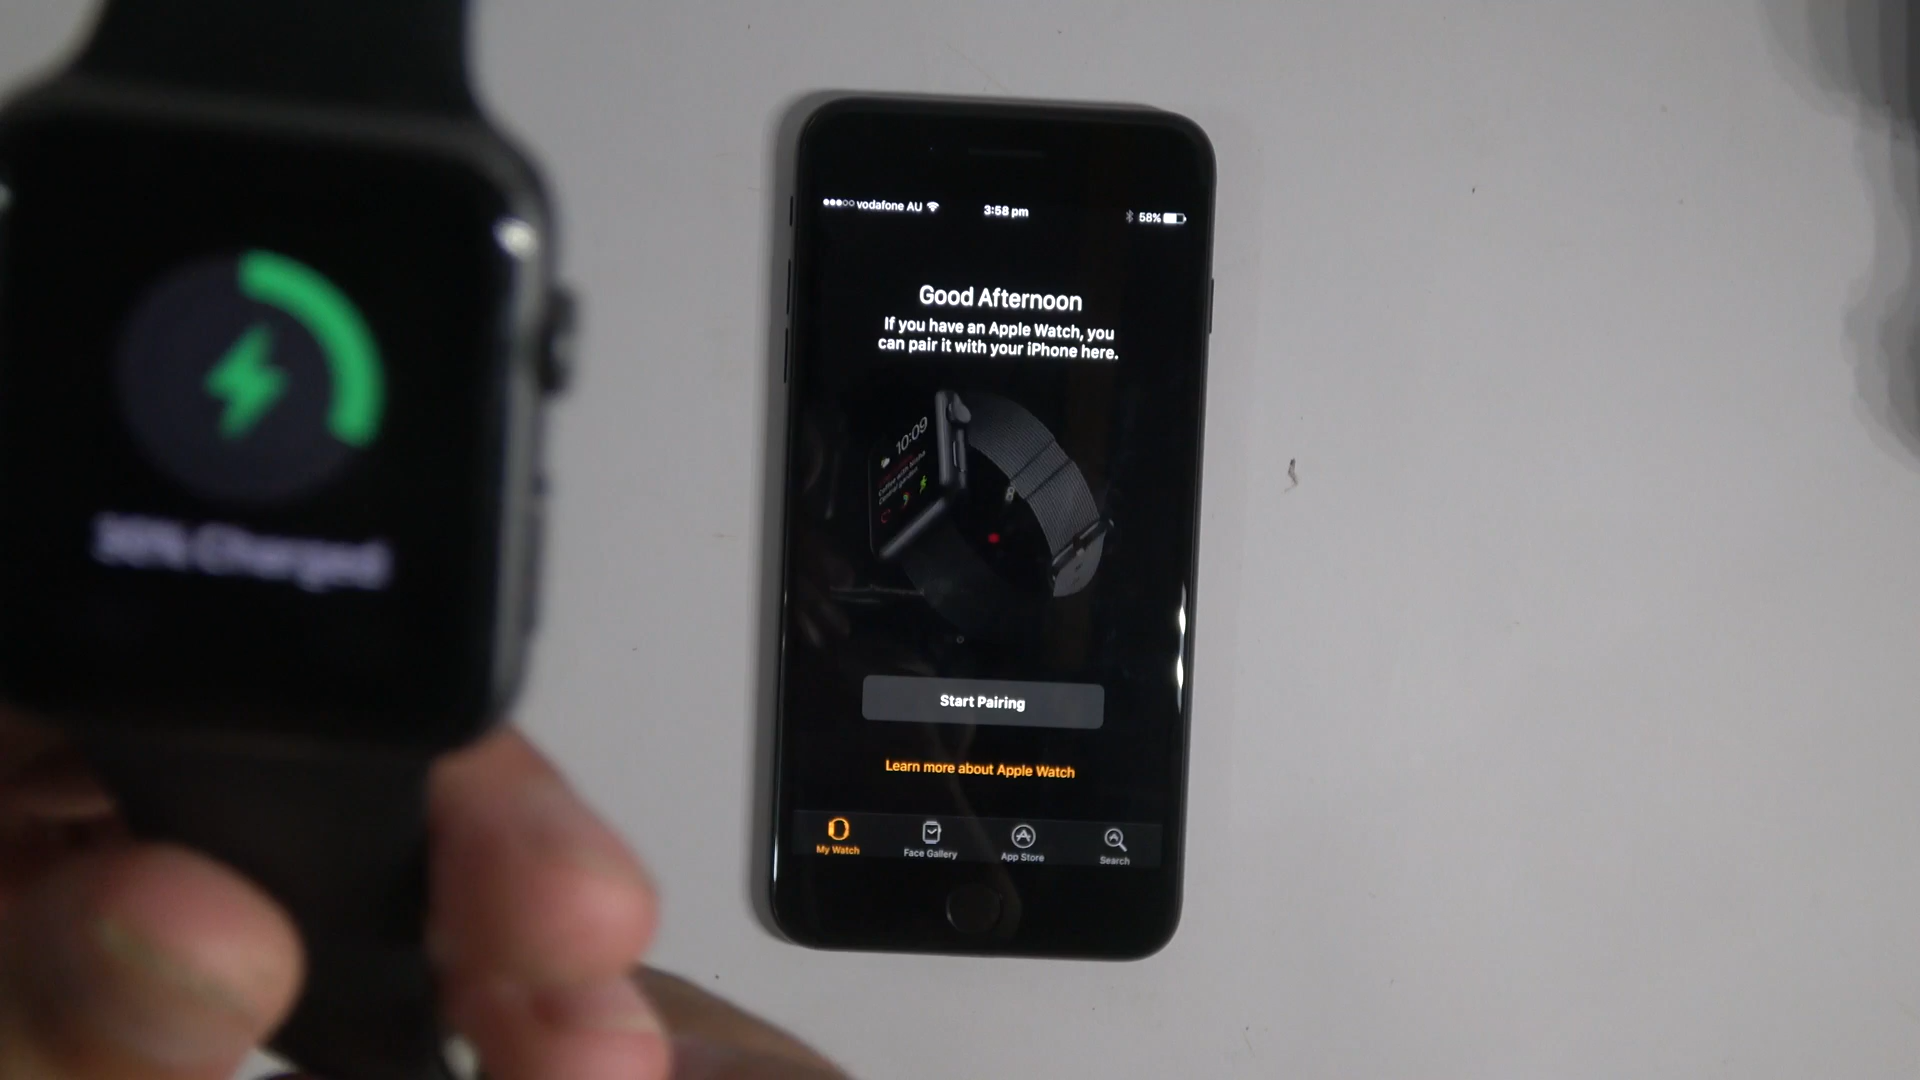 Charged
vodafone AU
3:58 pm
58%
Good Afternoon
If you have an Apple Watch, you
can pair it with your iPhone here.
10:09
Start Pairing
Learn more about Apple Watch
My Watch
Face Gallery
App Store
Search